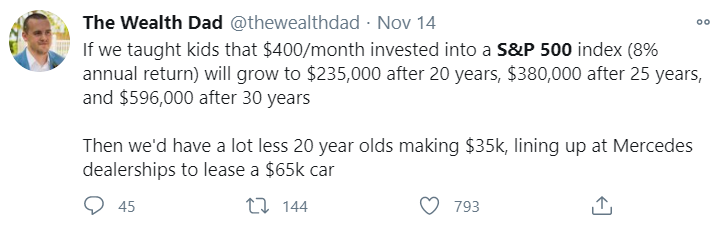 The Wealth Dad @thewealthdad · Nov 14
If we taught kids that $400/month invested into a S&P 500 index (8%
annual return) will grow to $235,000 after 20 years, $380,000 after 25 years,
and $596,000 after 30 years
Then we'd have a lot less 20 year olds making $35k, lining up at Mercedes
dealerships to lease a $65k car
45 144 793